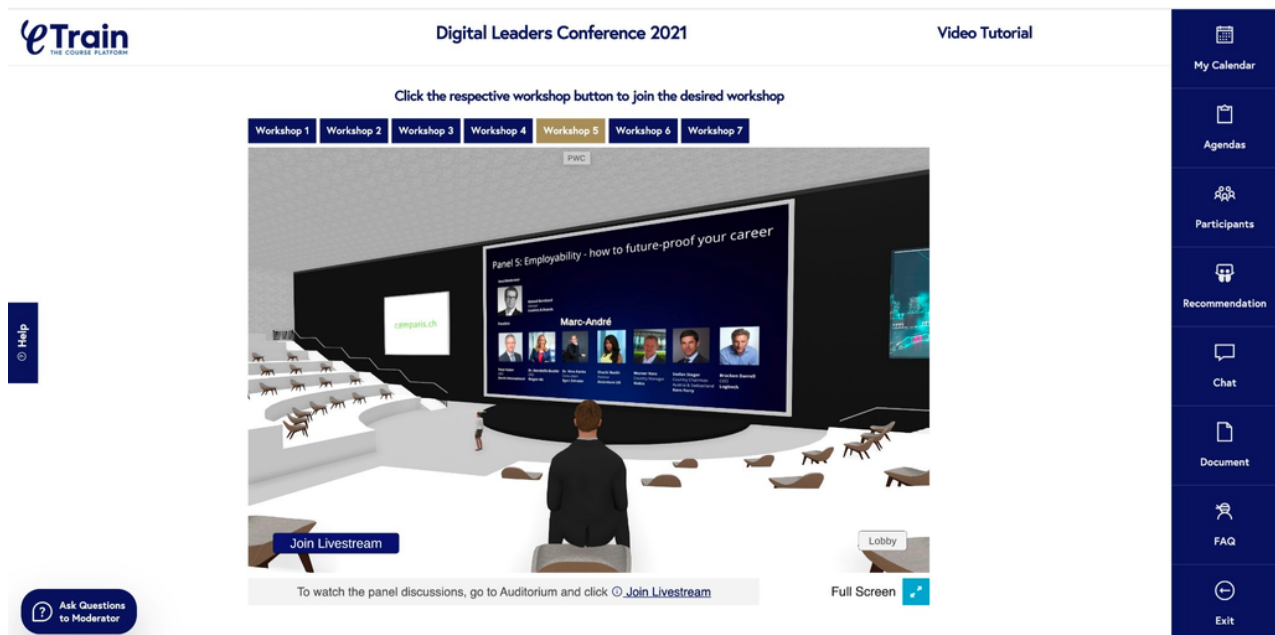 eTrain
THE COURSE PLATFORM
Digital Leaders Conference 2021
Video Tutorial
Click the respective workshop button to join the desired workshop
Workshop 1
Workshop 2
Workshop 3
Workshop 4
Workshop 5
Workshop 6
Workshop 7
PWC
Panel 5: Employability - how to future-proof your career
comparis.ch
Marc-André
Join Livestream
Lobby
To watch the panel discussions, go to Auditorium and click Join Livestream
Full Screen
Help
Ask Questions
to Moderator
My Calendar
Agendas
Participants
Recommendation
Chat
Document
FAQ
Exit